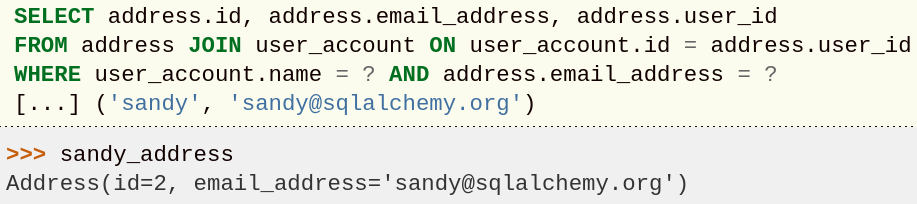 SELECT address.id, address.email_address, address.user_id
FROM address JOIN user_account ON user_account.id = address.user_id
WHERE user_account.name = ? AND address.email_address = ?
[...] ('sandy', 'sandy@sqlalchemy.org')
>>> sandy_address
Address(id=2, email_address='sandy@sqlalchemy.org')